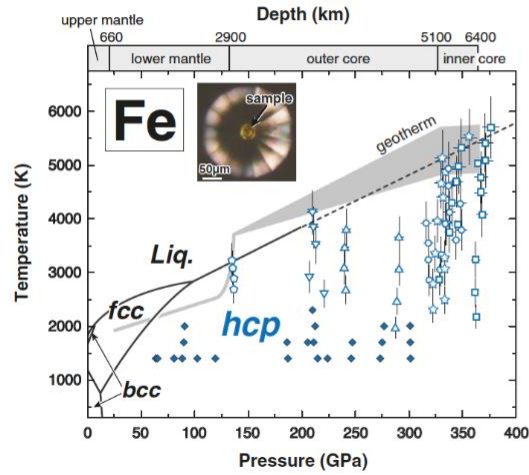 Depth (km)
upper mantle
660 2900 5100 6400
lower mantle outer core inner core
Fe
sample
50μm
geotherm
Liq.
fcc
hcp
bcc
Temperature (K)
6000
5000
4000
3000
2000
1000
0 50 100 150 200 250 300 350 400
Pressure (GPa)